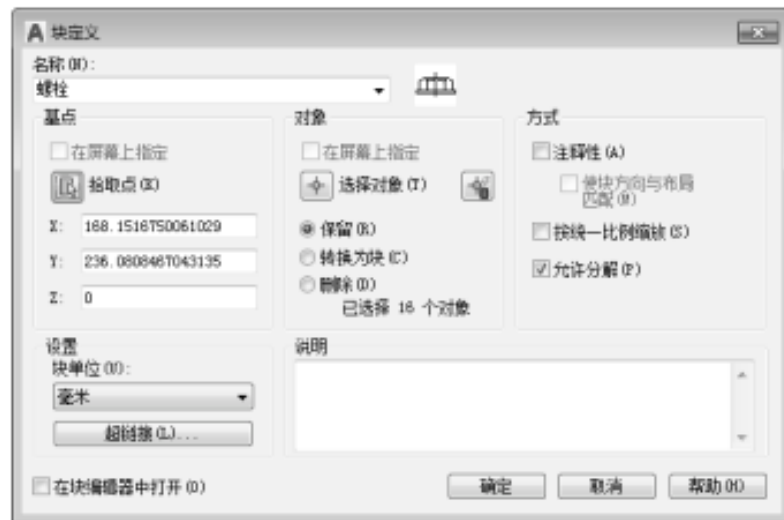 块定义
名称(N):
螺栓
基点
在屏幕上指定
拾取点(K)
X: 168.1516750061029
Y: 236.0808467043135
Z: 0
对象
在屏幕上指定
选择对象(T)
保留(R)
转换为块(C)
删除(D)
已选择 16 个对象
方式
注释性(A)
使块方向与布局
匹配(M)
按统一比例缩放(S)
允许分解(P)
设置
块单位(U):
毫米
超链接(L)...
说明
在块编辑器中打开(O)
确定
取消
帮助(H)